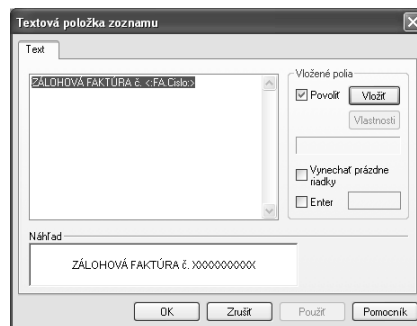 Textová položka zoznamu
Text
ZÁLOHOVÁ FAKTÚRA č. <:FA.Cislo:>
Vložené polia
Povoliť
Vložiť
Vlastnosti
Vynechať prázdne
riadky
Enter
Náhľad
ZÁLOHOVÁ FAKTÚRA č. XXXXXXXXXX
OK
Zrušiť
Použiť
Pomocník